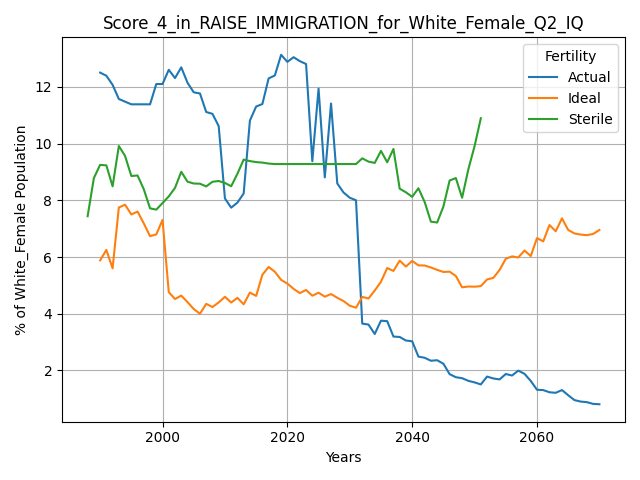 Score_4_in_RAISE_IMMIGRATION_for_White_Female_Q2_IQ
Fertility
Actual
Ideal
Sterile
% of White_Female Population
12
10
8
6
4
2
2000
2020
2040
2060
Years